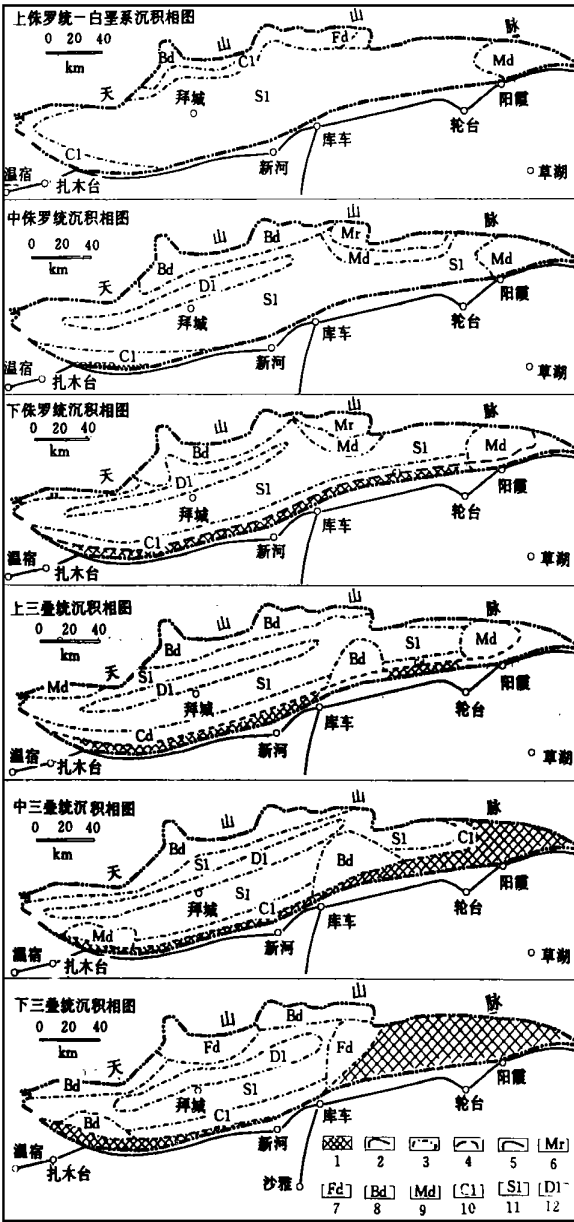 上侏罗统—白垩系沉积相图
0 20 40
km
天 山 山 脉
Bd C1 Fd Md
拜城 S1
C1
温宿 扎木台 新河 库车 轮台 阳霞
草湖
中侏罗统沉积相图
0 20 40
km
天 山 山 脉
Bd Bd Mr Md
D1 S1 S1 Md
拜城
C1
温宿 扎木台 新河 库车 轮台 阳霞
草湖
下侏罗统沉积相图
0 20 40
km
天 山 山 脉
Bd Mr Md S1 Md
D1 S1
拜城
C1
温宿 扎木台 新河 库车 轮台 阳霞
草湖
上三叠统沉积相图
0 20 40
km
天 山 山 脉
Md Bd Bd S1 Md
S1 D1 S1 Bd
拜城
Cd
温宿 扎木台 新河 库车 轮台 阳霞
草湖
中三叠统沉积相图
0 20 40
km
天 山 山 脉
Bd S1 D1 S1 C1
拜城 S1 Bd
Md C1
温宿 扎木台 新河 库车 轮台 阳霞
草湖
下三叠统沉积相图
0 20 40
km
天 山 山 脉
Bd Fd Bd D1 Fd
拜城 S1
Bd C1
温宿 扎木台 新河 库车 轮台 阳霞
沙雅
1 2 3 4 5 Mr 6
Fd 7 Bd 8 Md 9 C1 10 S1 11 D1 12